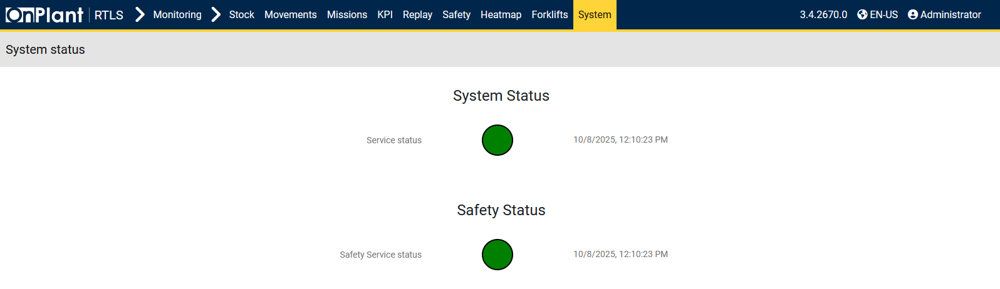 OnPlant RTLS Monitoring Stock Movements Missions KPI Replay Safety Heatmap Forklifts System 3.4.2670.0 EN-US Administrator
System status
System Status
Service status 10/8/2025, 12:10:23 PM
Safety Status
Safety Service status 10/8/2025, 12:10:23 PM